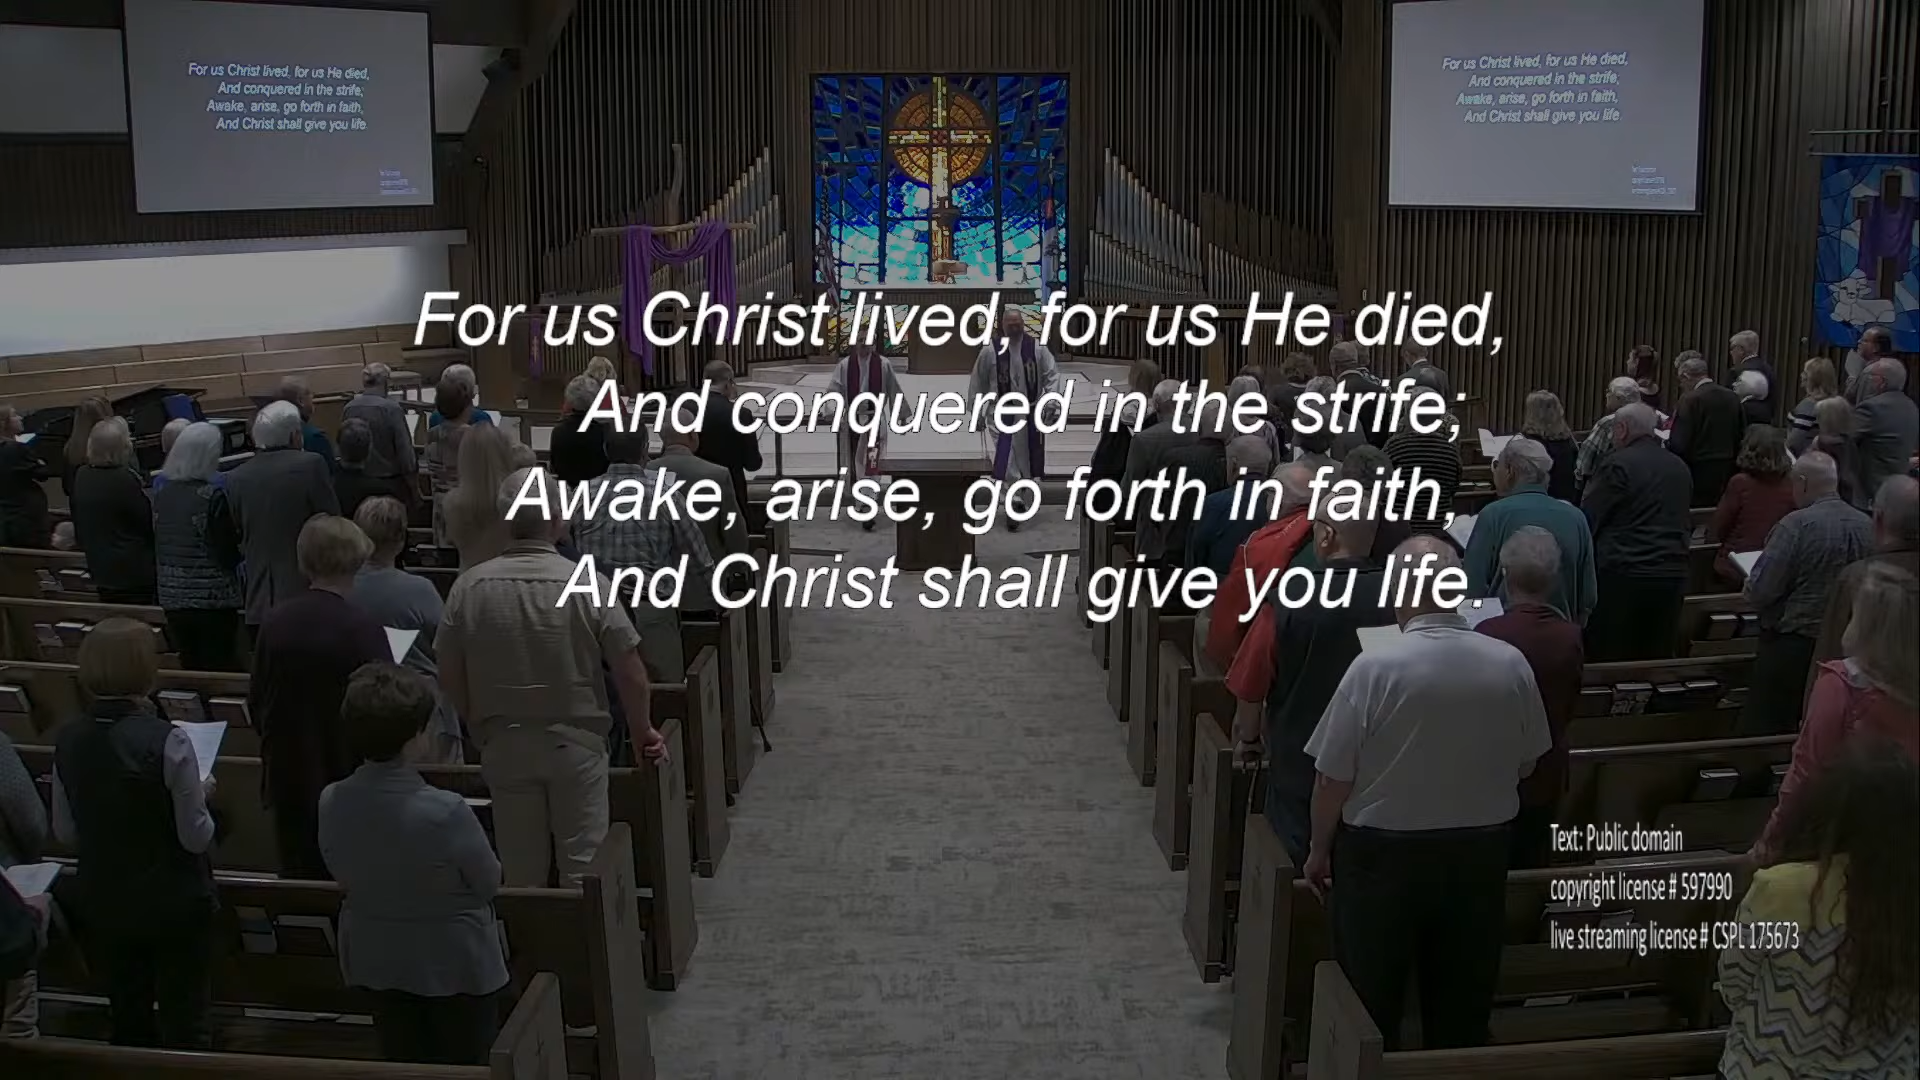 For us Christ lived, for us He died,
And conquered in the strife;
Awake, arise, go forth in faith,
And Christ shall give you life.
For us Christ lived, for us He died,
And conquered in the strife;
Awake, arise, go forth in faith,
And Christ shall give you life.
For us Christ lived, for us He died,
And conquered in the strife;
Awake, arise, go forth in faith,
And Christ shall give you life.
Text: Public domain
copyright license # 597990
live streaming license # CSPL 175673